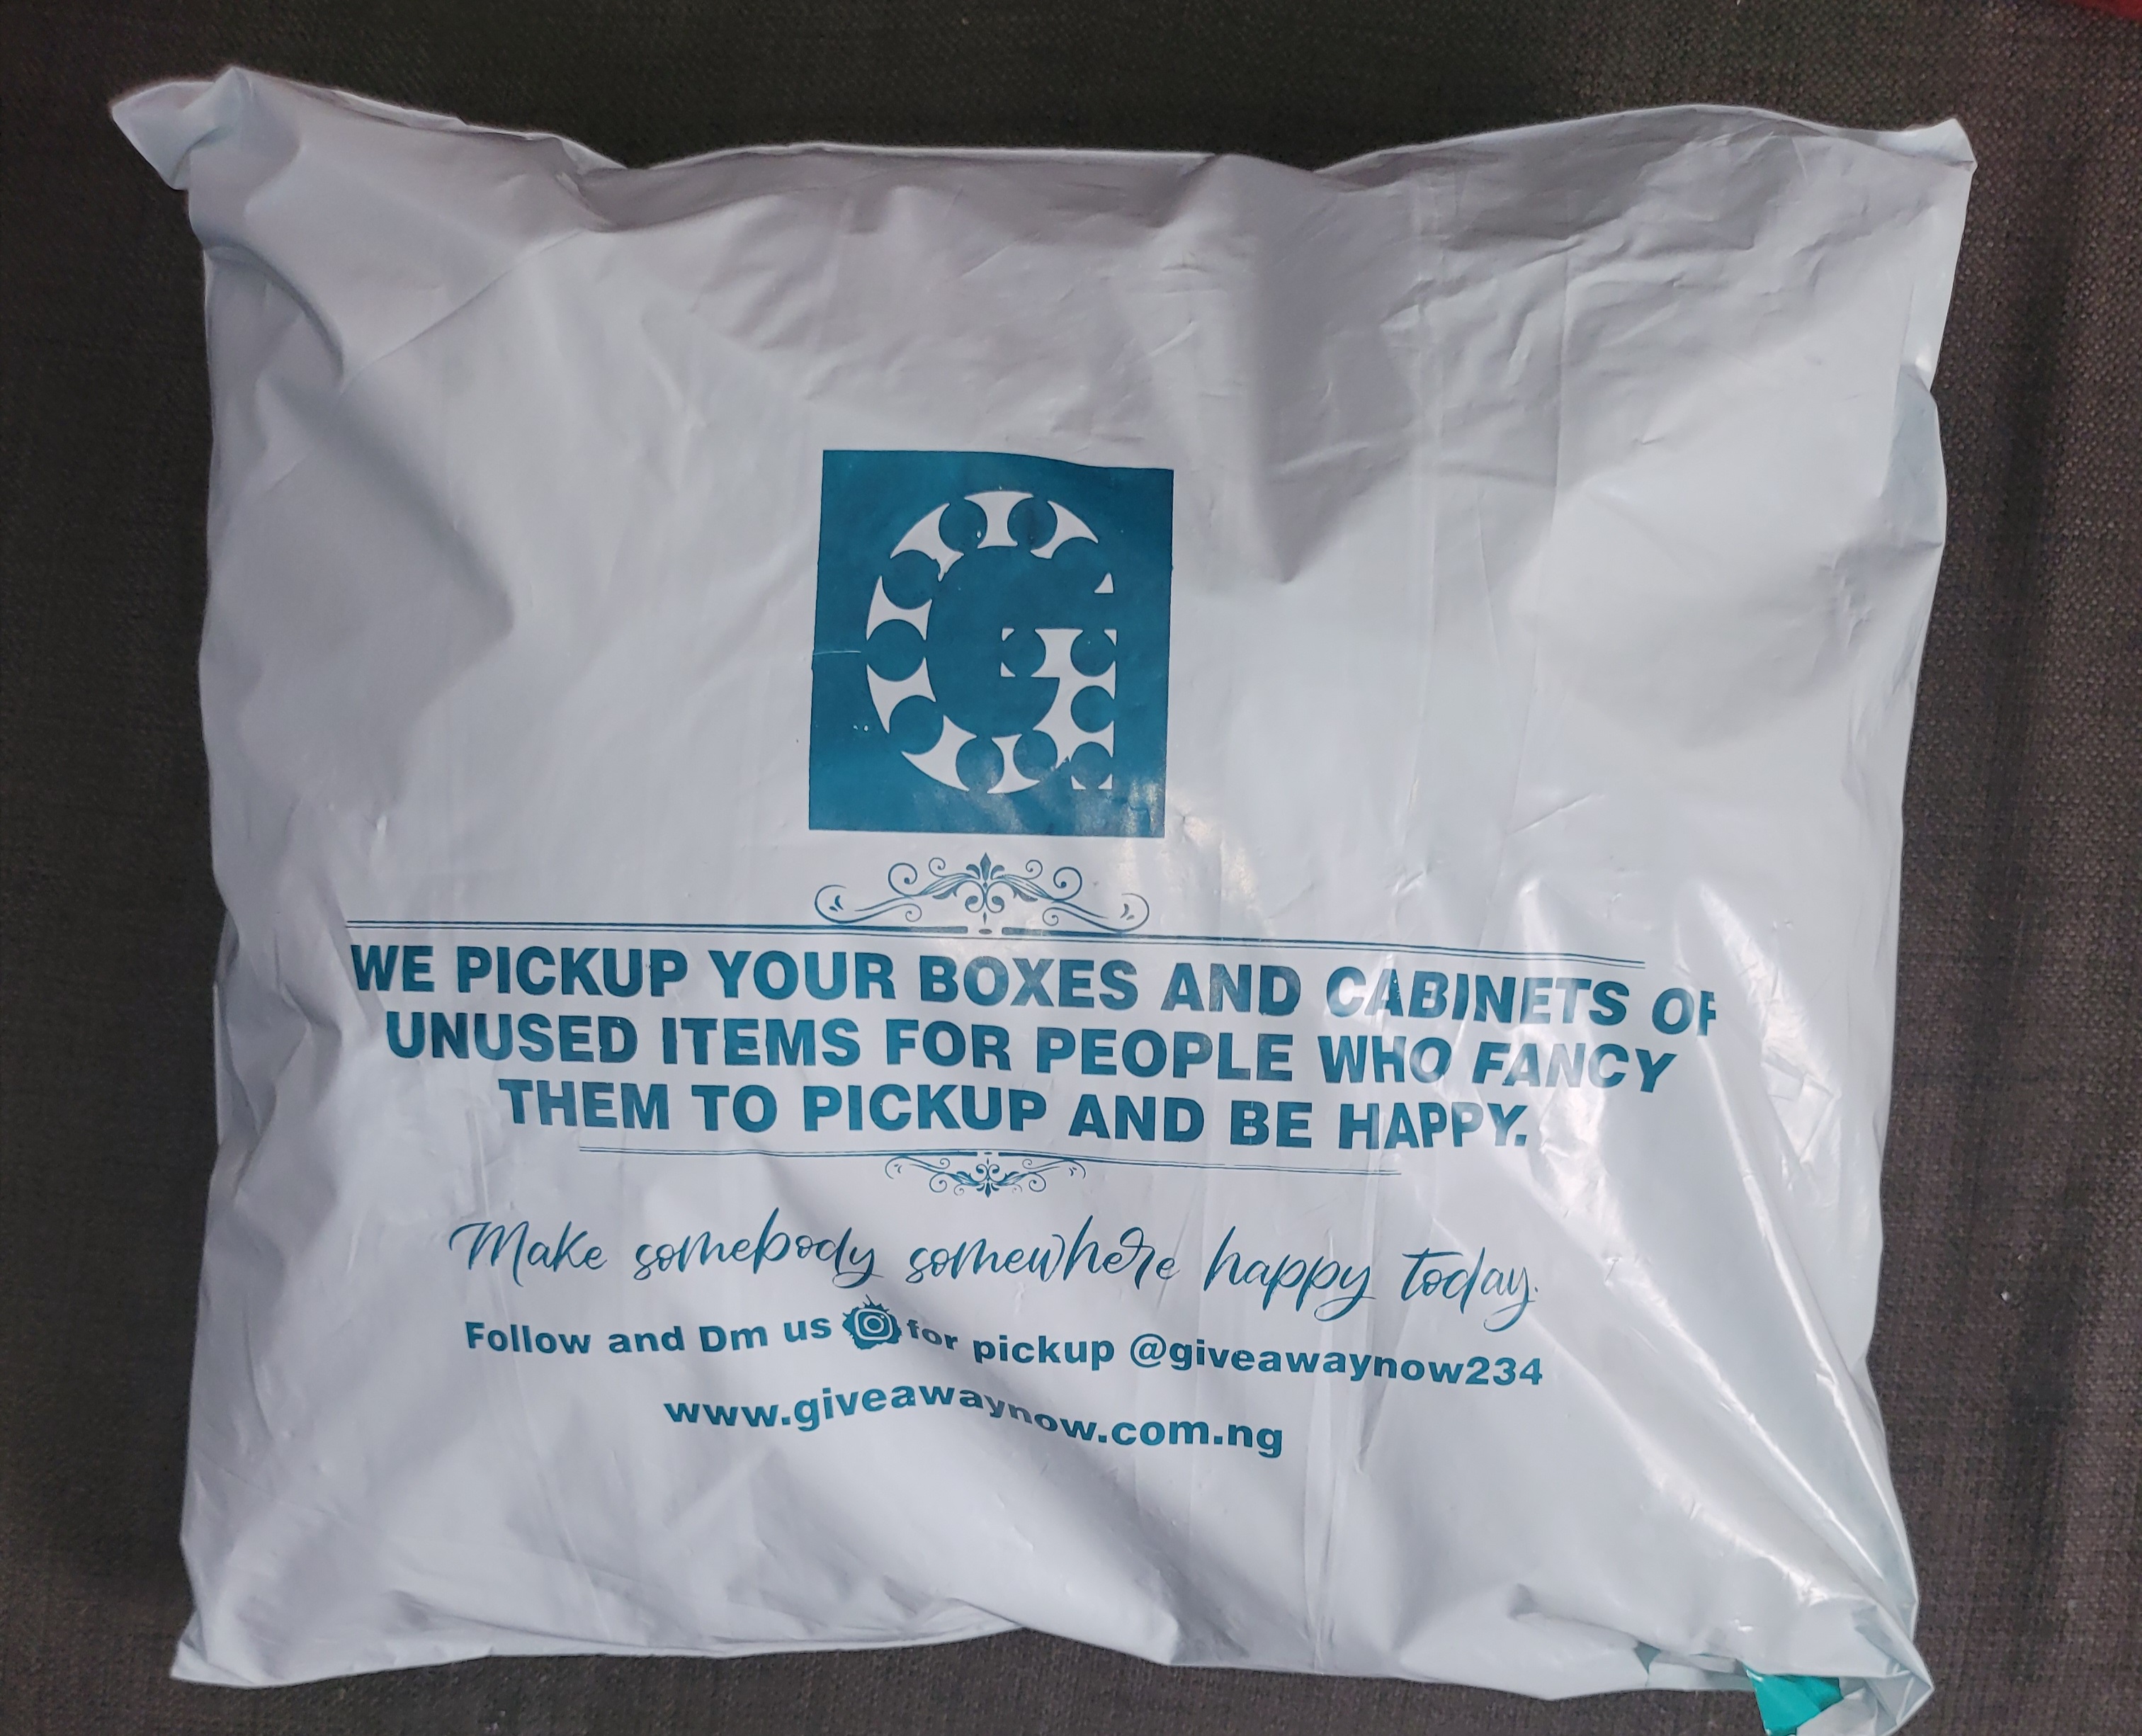 G
WE PICKUP YOUR BOXES AND CABINETS OF
UNUSED ITEMS FOR PEOPLE WHO FANCY
THEM TO PICKUP AND BE HAPPY.
Make somebody somewhere happy today.
Follow and Dm us for pickup @giveawaynow234
www.giveawaynow.com.ng